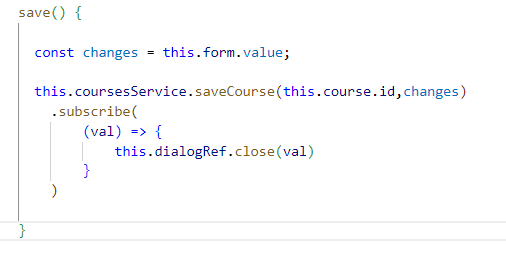 save() {
const changes = this.form.value;
this.coursesService.saveCourse(this.course.id,changes)
.subscribe(
(val) => {
this.dialogRef.close(val)
}
)
}